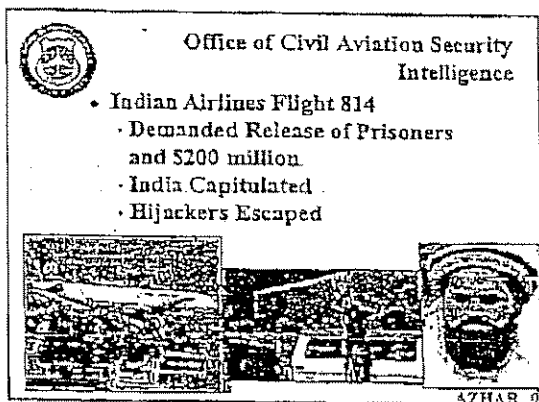 Office of Civil Aviation Security
Intelligence
• Indian Airlines Flight 814
· Demanded Release of Prisoners
and $200 million
· India Capitulated
· Hijackers Escaped
AZHAR